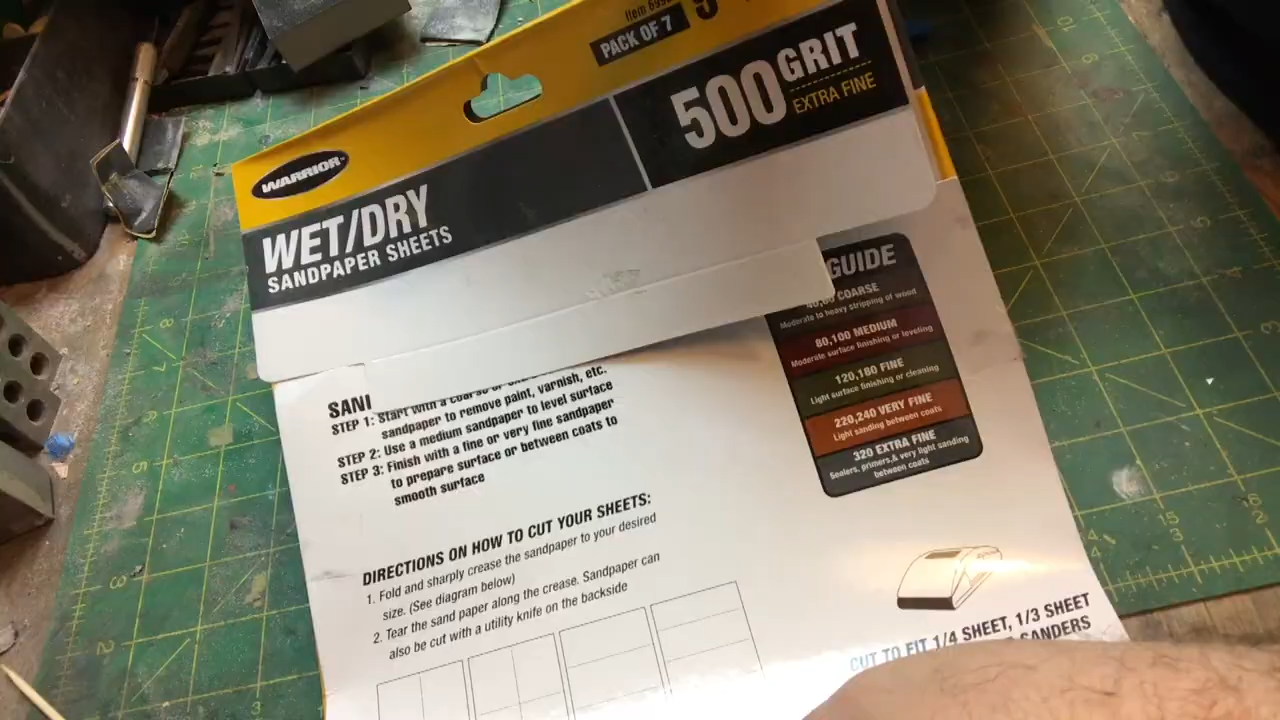 PACK OF 7
500 GRIT
EXTRA FINE
WARRIOR
WET/DRY
SANDPAPER SHEETS
GUIDE
COARSE
Moderate to heavy stripping of wood
80,100 MEDIUM
Moderate surface finishing or leveling
120,180 FINE
Light surface finishing or cleaning
220,240 VERY FINE
Light sanding between coats
320 EXTRA FINE
Sealers, primers,& very light sanding
between coats
SANI
STEP 1: Start with a coarse or
sandpaper to remove paint, varnish, etc.
STEP 2: Use a medium sandpaper to level surface
STEP 3: Finish with a fine or very fine sandpaper
to prepare surface or between coats to
smooth surface
DIRECTIONS ON HOW TO CUT YOUR SHEETS:
1. Fold and sharply crease the sandpaper to your desired
size. (See diagram below)
2. Tear the sand paper along the crease. Sandpaper can
also be cut with a utility knife on the backside
CUT TO FIT 1/4 SHEET, 1/3 SHEET
SANDERS